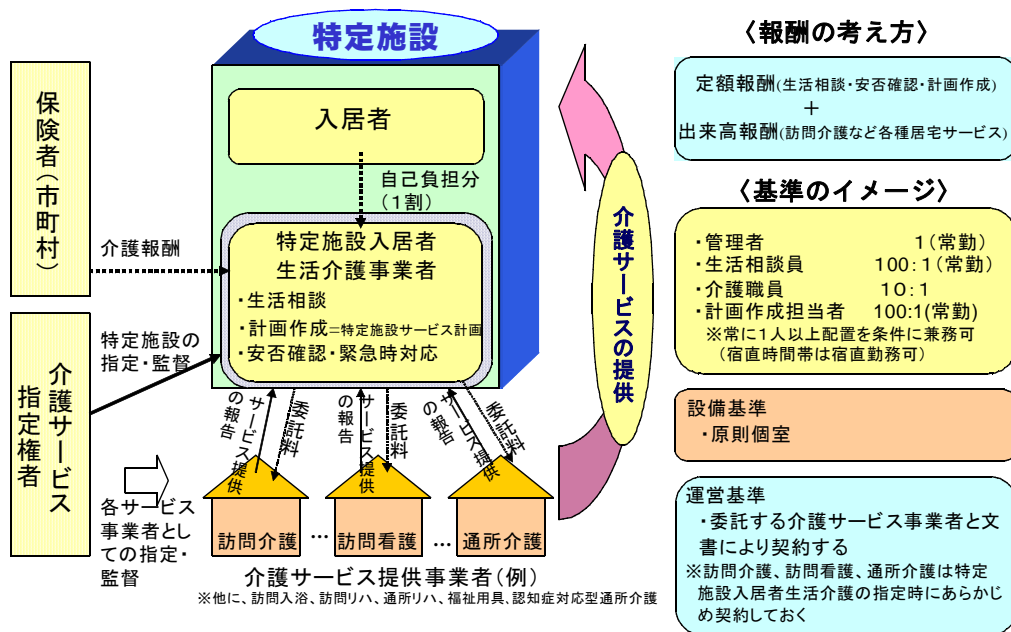 特定施設
保険者(市町村)
入居者
自己負担分
(1割)
介護報酬
特定施設入居者
生活介護事業者
・生活相談
・計画作成=特定施設サービス計画
・安否確認・緊急時対応
介護サービス
指定権者
特定施設の
指定・監督
サービス提供
の報告
委託料
サービス提供
の報告
委託料
サービス提供
の報告
委託料
各サービス
事業者とし
ての指定・
監督
訪問介護
…
訪問看護
…
通所介護
介護サービス提供事業者(例)
※他に、訪問入浴、訪問リハ、通所リハ、福祉用具、認知症対応型通所介護
介護サービスの提供
〈報酬の考え方〉
定額報酬(生活相談・安否確認・計画作成)
+
出来高報酬(訪問介護など各種居宅サービス)
〈基準のイメージ〉
・管理者 1(常勤)
・生活相談員 100:1(常勤)
・介護職員 10:1
・計画作成担当者 100:1(常勤)
※常に1人以上配置を条件に兼務可
(宿直時間帯は宿直勤務可)
設備基準
・原則個室
運営基準
・委託する介護サービス事業者と文
書により契約する
※訪問介護、訪問看護、通所介護は特定
施設入居者生活介護の指定時にあらかじ
め契約しておく